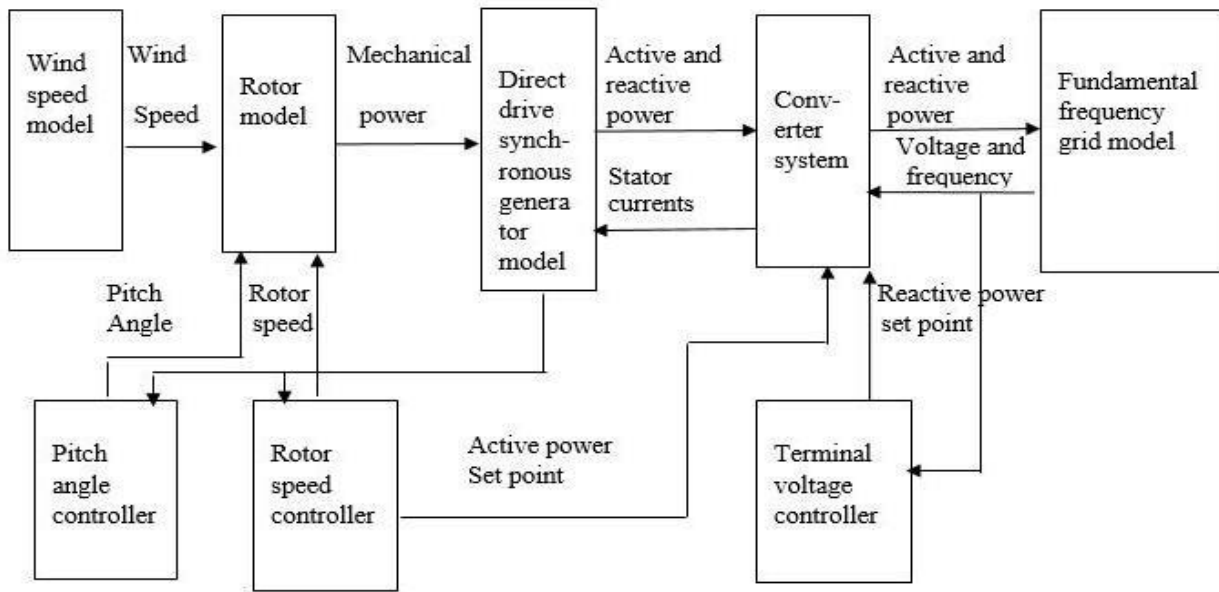 Wind
speed
model
Wind
Speed
Rotor
model
Mechanical
power
Direct
drive
synch-
ronous
genera
tor
model
Active and
reactive
power
Stator
currents
Conv-
erter
system
Active and
reactive
power
Voltage and
frequency
Fundamental
frequency
grid model
Pitch
Angle
Rotor
speed
Reactive power
set point
Pitch
angle
controller
Rotor
speed
controller
Active power
Set point
Terminal
voltage
controller